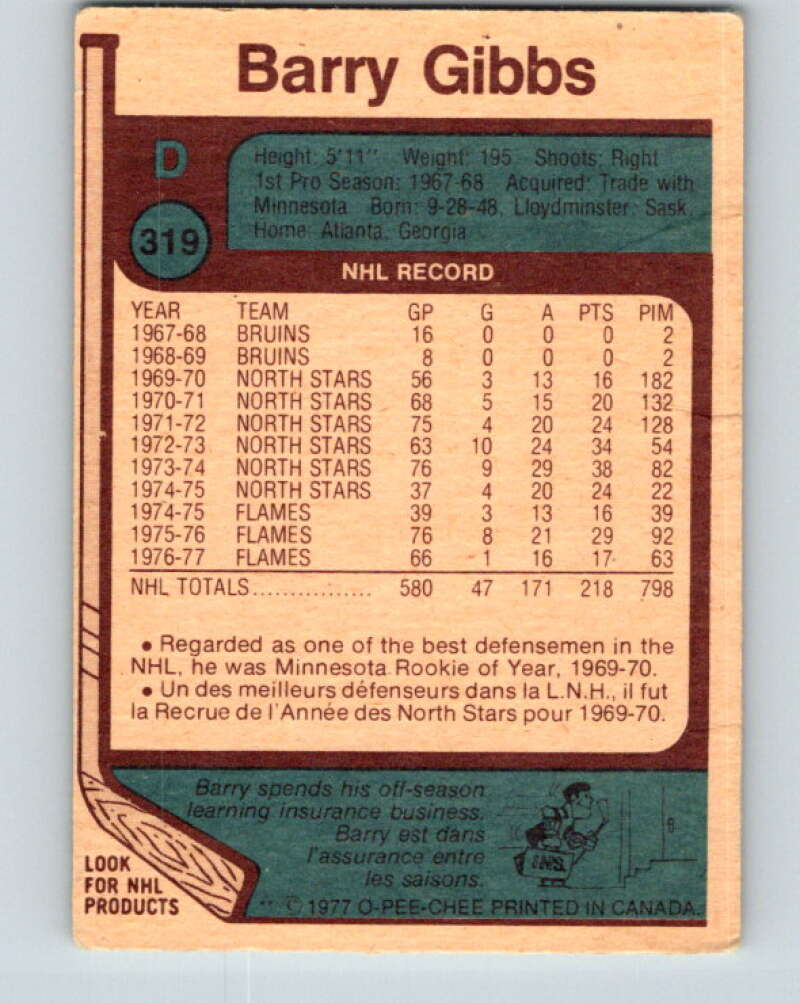 Barry Gibbs
D
319
Height: 5'11" Weight: 195 Shoots: Right
1st Pro Season: 1967-68 Acquired: Trade with
Minnesota Born: 9-28-48, Lloydminster, Sask.
Home: Atlanta, Georgia
NHL RECORD
YEAR TEAM GP G A PTS PIM
1967-68 BRUINS 16 0 0 0 2
1968-69 BRUINS 8 0 0 0 2
1969-70 NORTH STARS 56 3 13 16 182
1970-71 NORTH STARS 68 5 15 20 132
1971-72 NORTH STARS 75 4 20 24 128
1972-73 NORTH STARS 63 10 24 34 54
1973-74 NORTH STARS 76 9 29 38 82
1974-75 NORTH STARS 37 4 20 24 22
1974-75 FLAMES 39 3 13 16 39
1975-76 FLAMES 76 8 21 29 92
1976-77 FLAMES 66 1 16 17 63
NHL TOTALS................ 580 47 171 218 798
• Regarded as one of the best defensemen in the
NHL, he was Minnesota Rookie of Year, 1969-70.
• Un des meilleurs défenseurs dans la L.N.H., il fut
la Recrue de l'Année des North Stars pour 1969-70.
Barry spends his off-season
learning insurance business.
Barry est dans
l'assurance entre
les saisons.
INS
LOOK
FOR NHL
PRODUCTS
** © 1977 O-PEE-CHEE PRINTED IN CANADA.